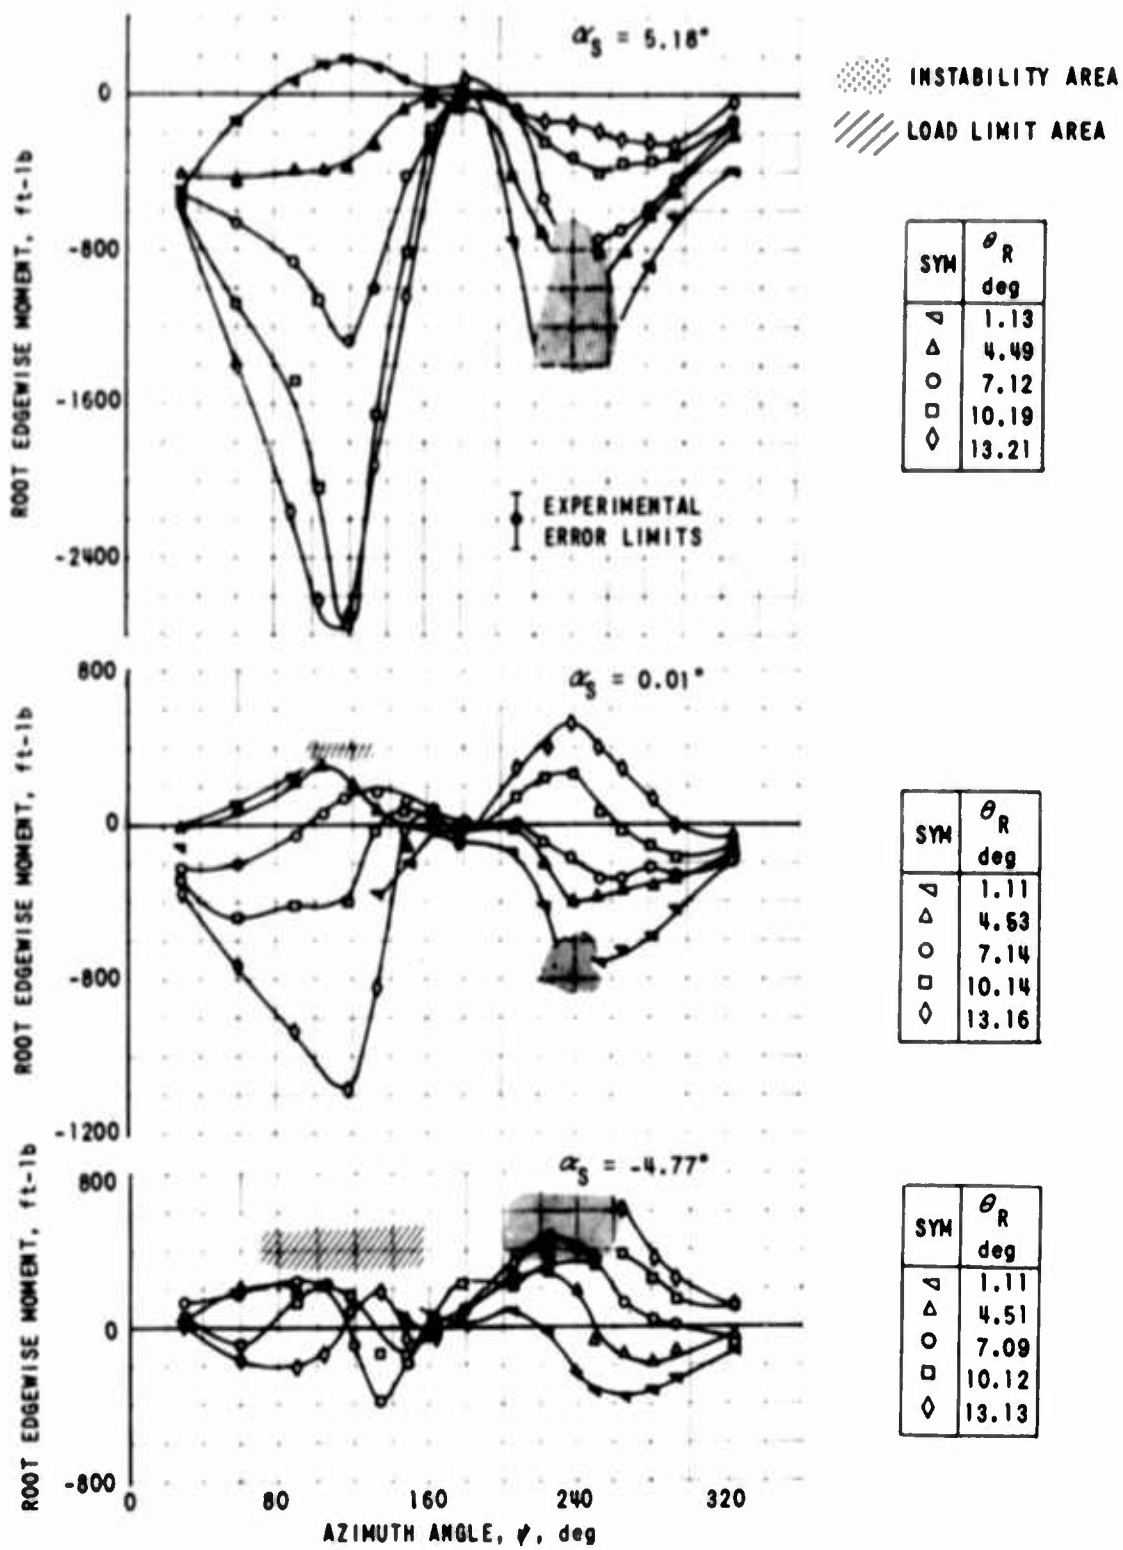 α_S = 5.18°
INSTABILITY AREA
LOAD LIMIT AREA
ROOT EDGEWISE MOMENT, ft-lb
0
-800
-1600
-2400
EXPERIMENTAL
ERROR LIMITS
SYM θ_R deg
1.13
4.49
7.12
10.19
13.21
α_S = 0.01°
ROOT EDGEWISE MOMENT, ft-lb
800
0
-800
-1200
SYM θ_R deg
1.11
4.53
7.14
10.14
13.16
α_S = -4.77°
ROOT EDGEWISE MOMENT, ft-lb
800
0
-800
SYM θ_R deg
1.11
4.51
7.09
10.12
13.13
0 80 160 240 320
AZIMUTH ANGLE, ψ, deg